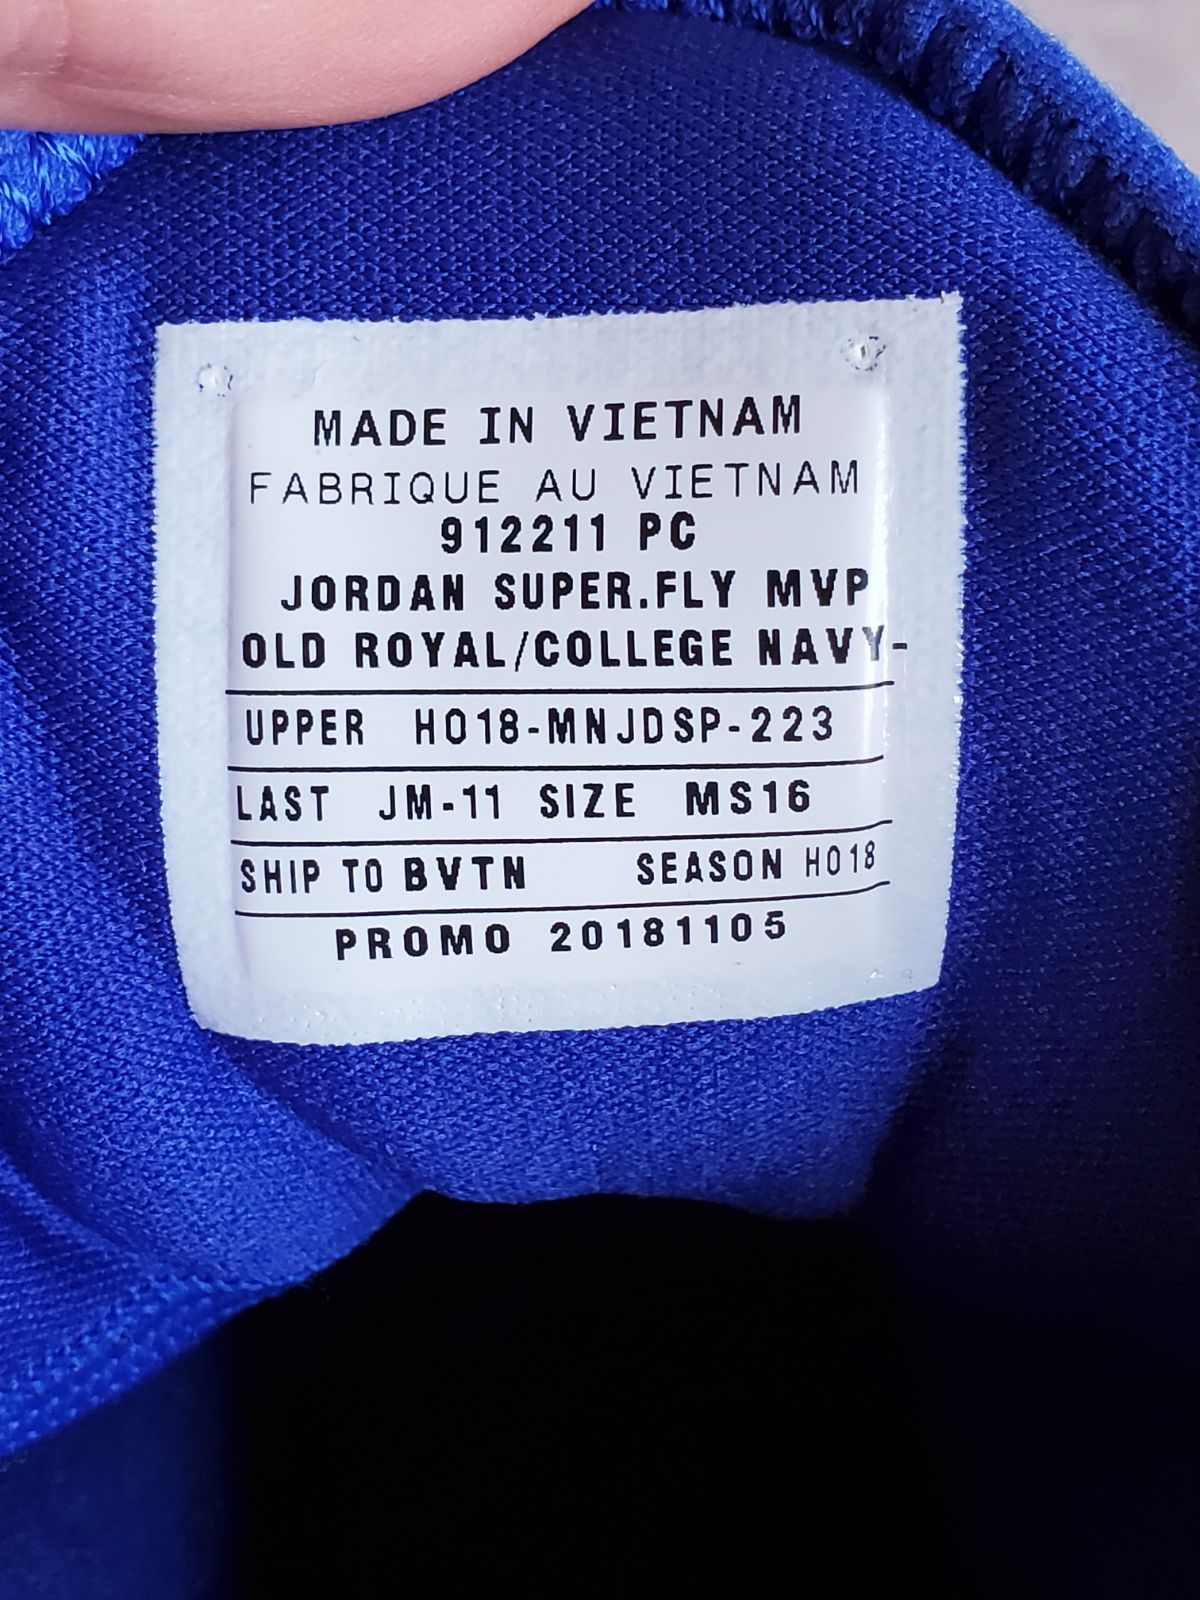 MADE IN VIETNAM
FABRIQUE AU VIETNAM
912211 PC
JORDAN SUPER.FLY MVP
OLD ROYAL/COLLEGE NAVY-
UPPER HO18-MNJDSP-223
LAST JM-11 SIZE MS16
SHIP TO BVTN SEASON HO18
PROMO 20181105